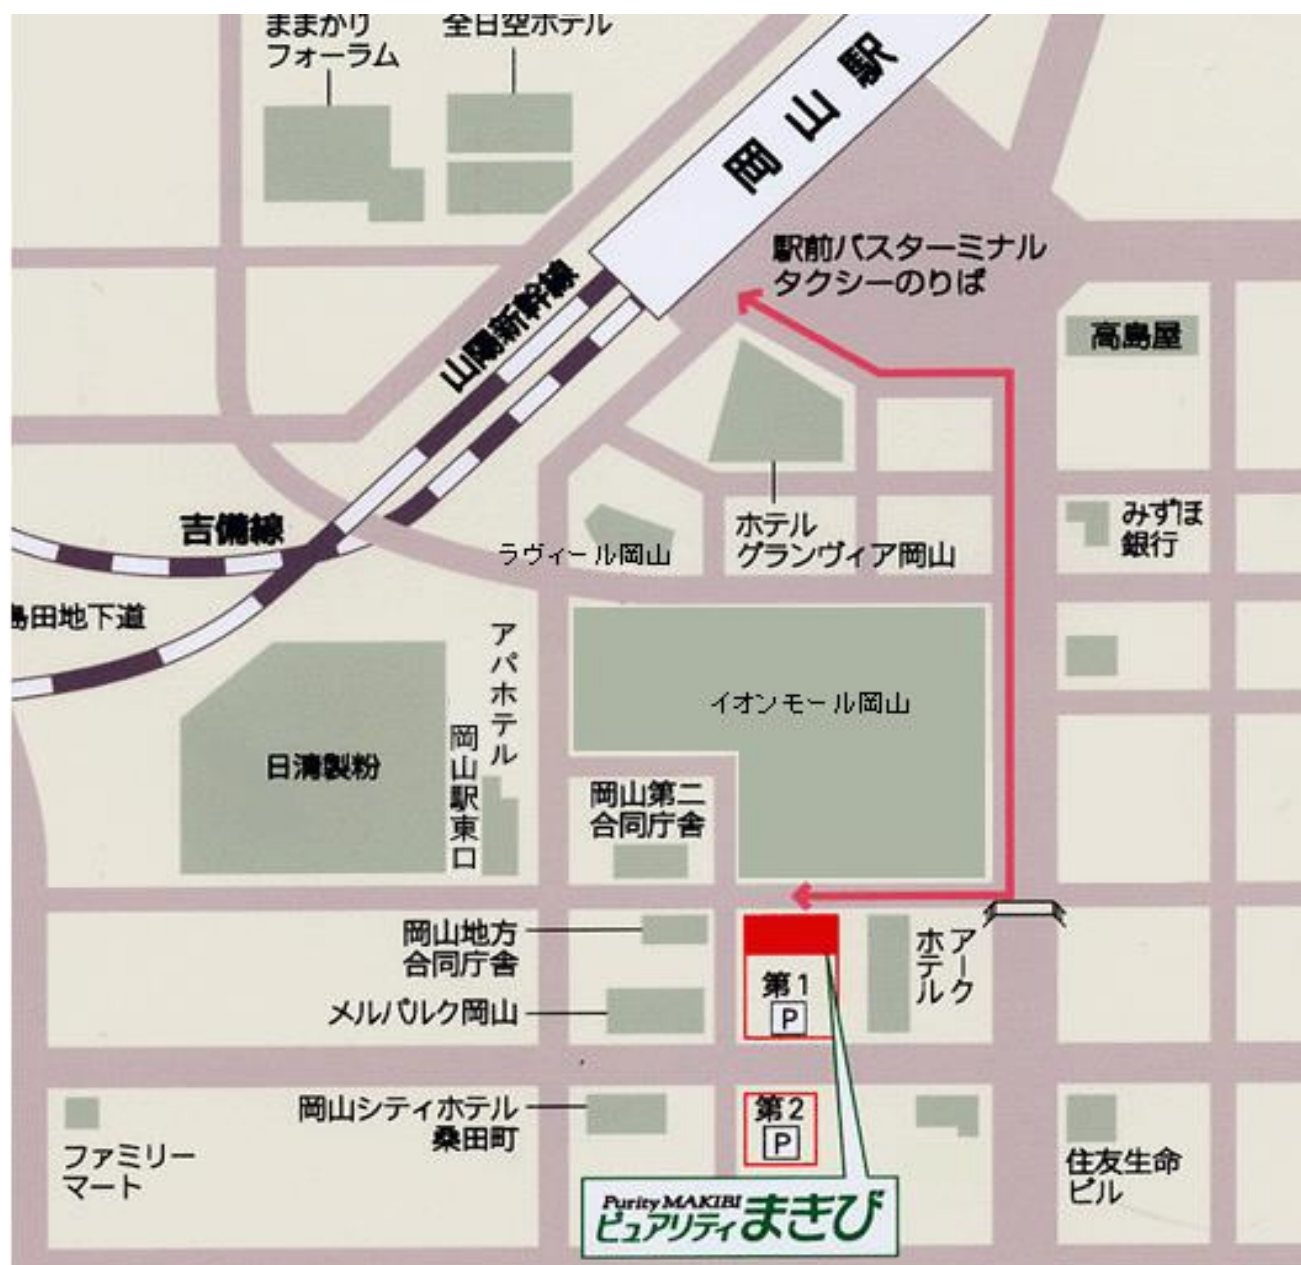 ままかり
フォーラム
全日空ホテル
岡山駅
駅前バスターミナル
タクシーのりば
山陽新幹線
高島屋
吉備線
みずほ
銀行
ホテル
グランヴィア岡山
ラヴィール岡山
島田地下道
アパホテル
岡山駅東口
イオンモール岡山
日清製粉
岡山第二
合同庁舎
岡山地方
合同庁舎
アーク
ホテル
第1
P
メルパルク岡山
岡山シティホテル
桑田町
第2
P
ファミリー
マート
住友生命
ビル
Purity MAKIBI
ピュアリティまきび